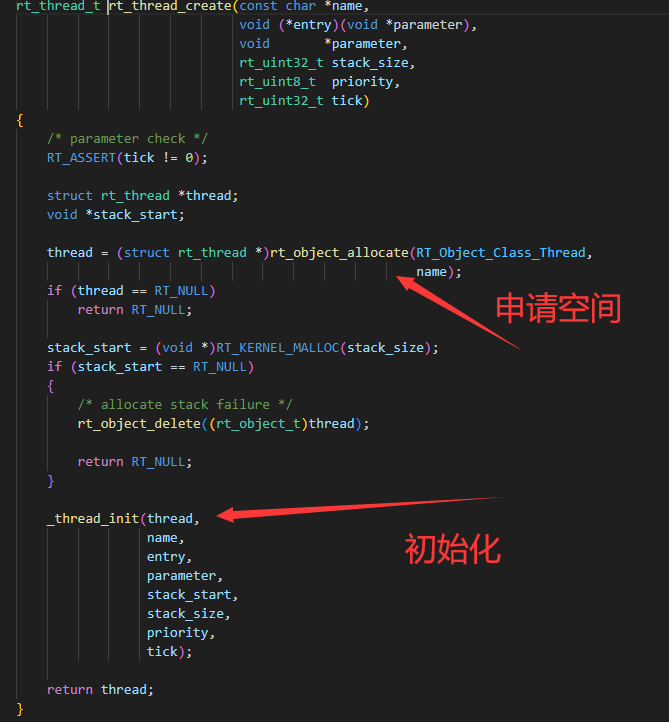 rt_thread_t rt_thread_create(const char *name,
                             void (*entry)(void *parameter),
                             void       *parameter,
                             rt_uint32_t stack_size,
                             rt_uint8_t  priority,
                             rt_uint32_t tick)
{
    /* parameter check */
    RT_ASSERT(tick != 0);

    struct rt_thread *thread;
    void *stack_start;

    thread = (struct rt_thread *)rt_object_allocate(RT_Object_Class_Thread,
                                                    name);
    if (thread == RT_NULL)
        return RT_NULL;
申请空间

    stack_start = (void *)RT_KERNEL_MALLOC(stack_size);
    if (stack_start == RT_NULL)
    {
        /* allocate stack failure */
        rt_object_delete((rt_object_t)thread);

        return RT_NULL;
    }

    _thread_init(thread,
                 name,
                 entry,
初始化
                 parameter,
                 stack_start,
                 stack_size,
                 priority,
                 tick);

    return thread;
}